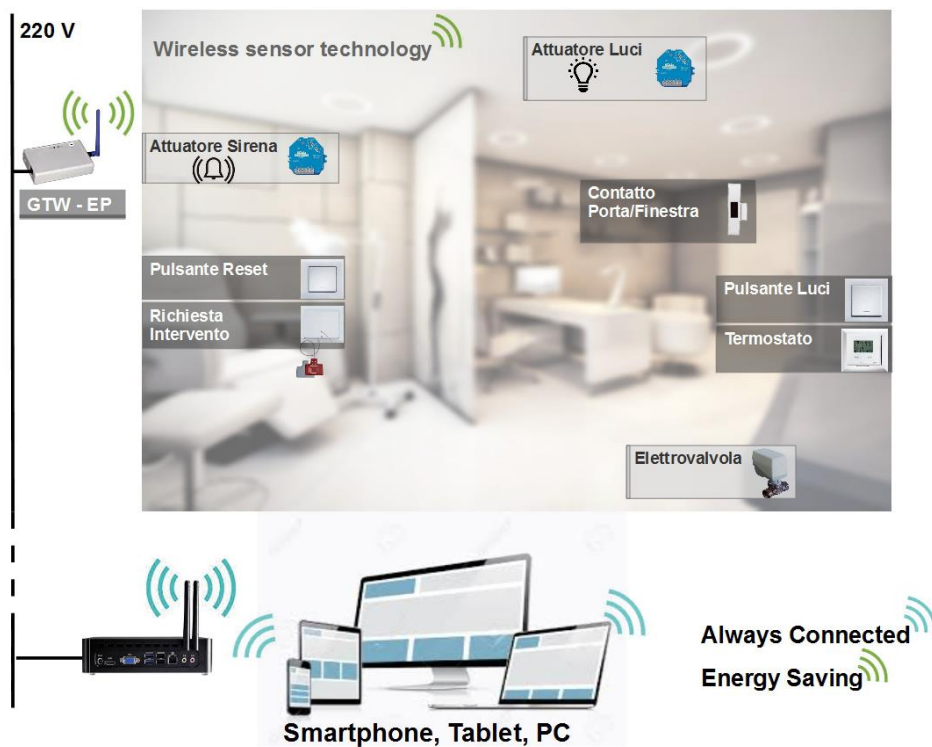 220 V
Wireless sensor technology
Attuatore Luci
Attuatore Sirena
GTW - EP
Contatto
Porta/Finestra
Pulsante Reset
Richiesta
Intervento
Pulsante Luci
Termostato
Elettrovalvola
Always Connected
Energy Saving
Smartphone, Tablet, PC